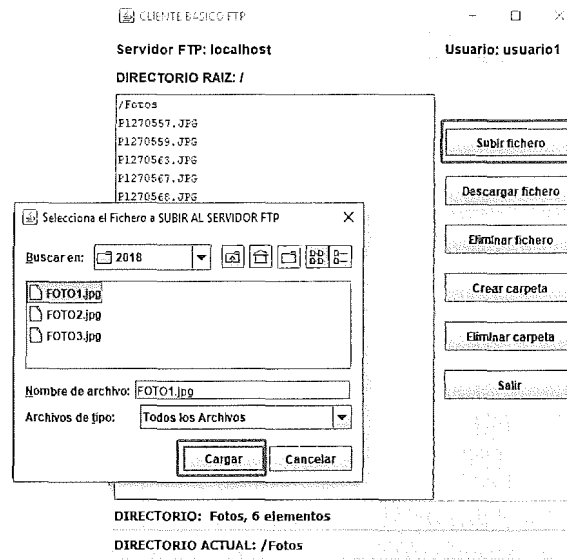 CLIENTE BASICO FTP
Servidor FTP: localhost
Usuario: usuario1
DIRECTORIO RAIZ: /
/Fotos
P1270557.JPG
P1270559.JPG
P1270563.JPG
P1270567.JPG
P1270568.JPG
Subir fichero
Descargar fichero
Eliminar fichero
Crear carpeta
Eliminar carpeta
Salir
Selecciona el Fichero a SUBIR AL SERVIDOR FTP
Buscar en: 2018
FOTO1.jpg
FOTO2.jpg
FOTO3.jpg
Nombre de archivo: FOTO1.jpg
Archivos de tipo: Todos los Archivos
Cargar
Cancelar
DIRECTORIO: Fotos, 6 elementos
DIRECTORIO ACTUAL: /Fotos